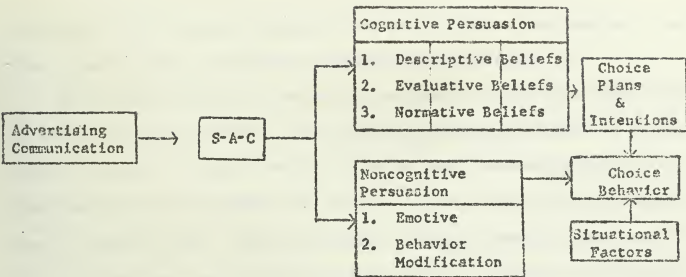 Cognitive Persuasion
1. Descriptive Beliefs
2. Evaluative Beliefs
3. Normative Beliefs
Choice
Plans
&
Intentions
Advertising
Communication
S-A-C
Noncognitive
Persuasion
1. Emotive
2. Behavior
Modification
Choice
Behavior
Situational
Factors